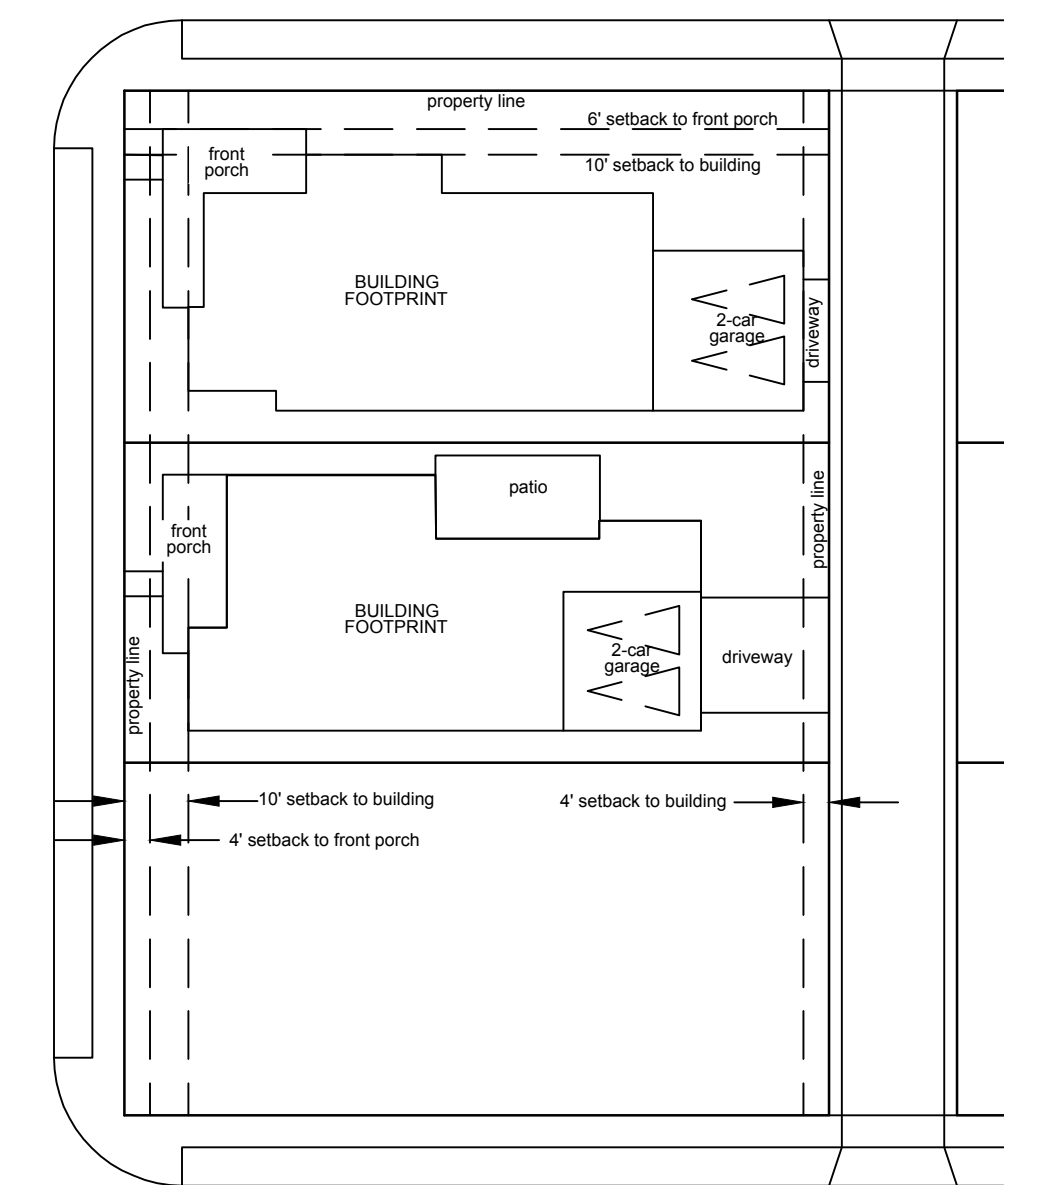 property line
6' setback to front porch
front
porch
10' setback to building
BUILDING
FOOTPRINT
2-car
garage
driveway
patio
property line
front
porch
BUILDING
FOOTPRINT
2-car
garage
driveway
property line
10' setback to building
4' setback to building
4' setback to front porch